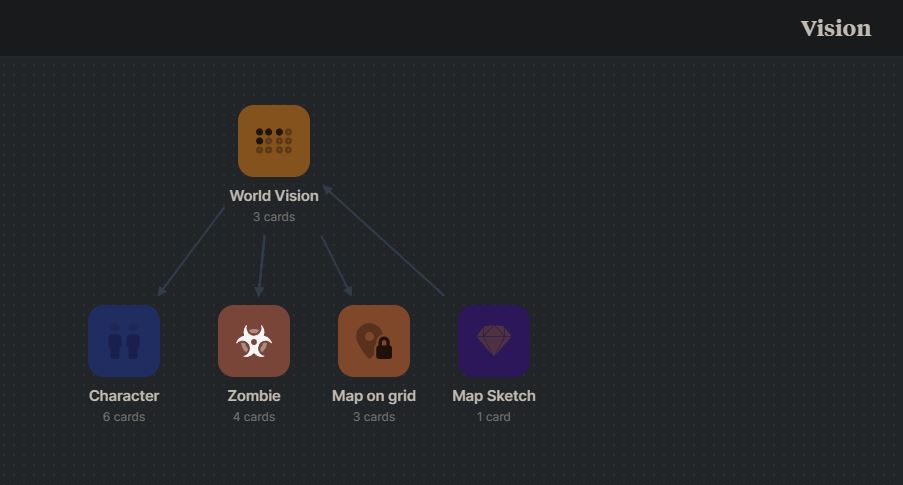 Vision
World Vision
3 cards
Character
6 cards
Zombie
4 cards
Map on grid
3 cards
Map Sketch
1 card